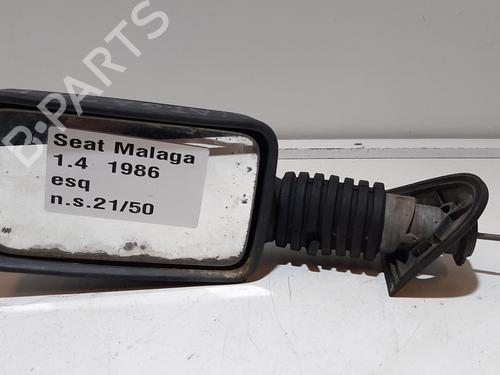 B-PARTS
Seat Malaga
1.4 1986
esq
n.s.21/50